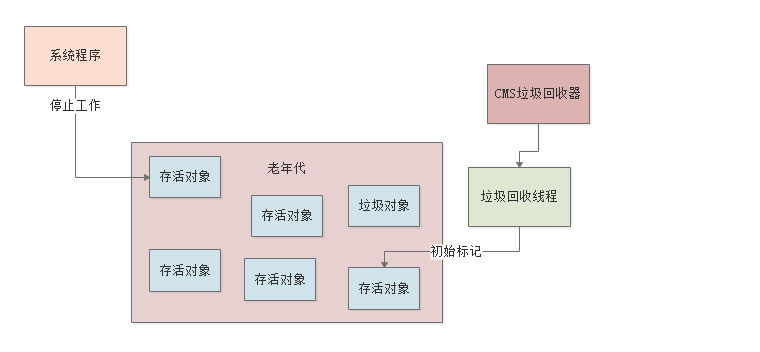 系统程序
停止工作
CMS垃圾回收器
老年代
存活对象
存活对象
垃圾对象
垃圾回收线程
初始标记
存活对象
存活对象
存活对象